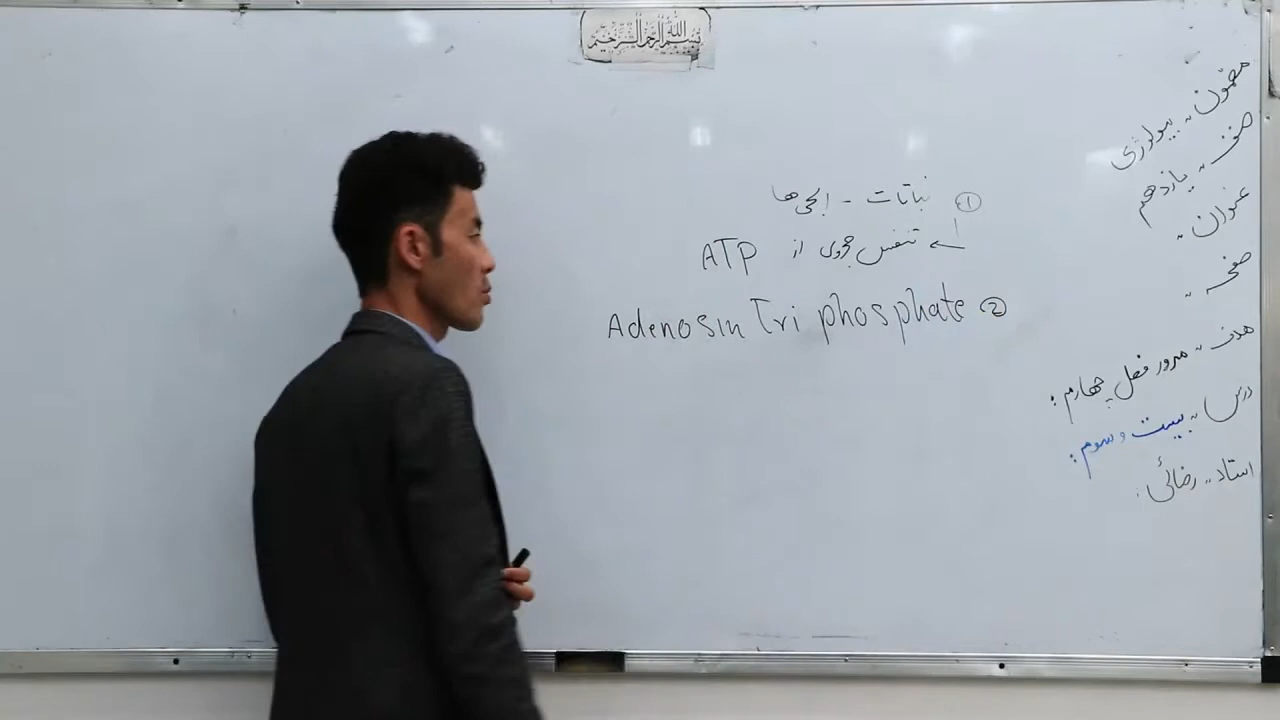 بسم الله الرحمن الرحیم
مضمون :- بیولوژی
صنف :- یازدهم
عنوان :-
صفحه :-
هدف :- مرور فصل چهارم :
درس :- بیست و سوم :
استاد :- رضائی :
① نباتات - الجی‌ها
تنفس حجروی از ATP
② Adenosin Tri phosphate